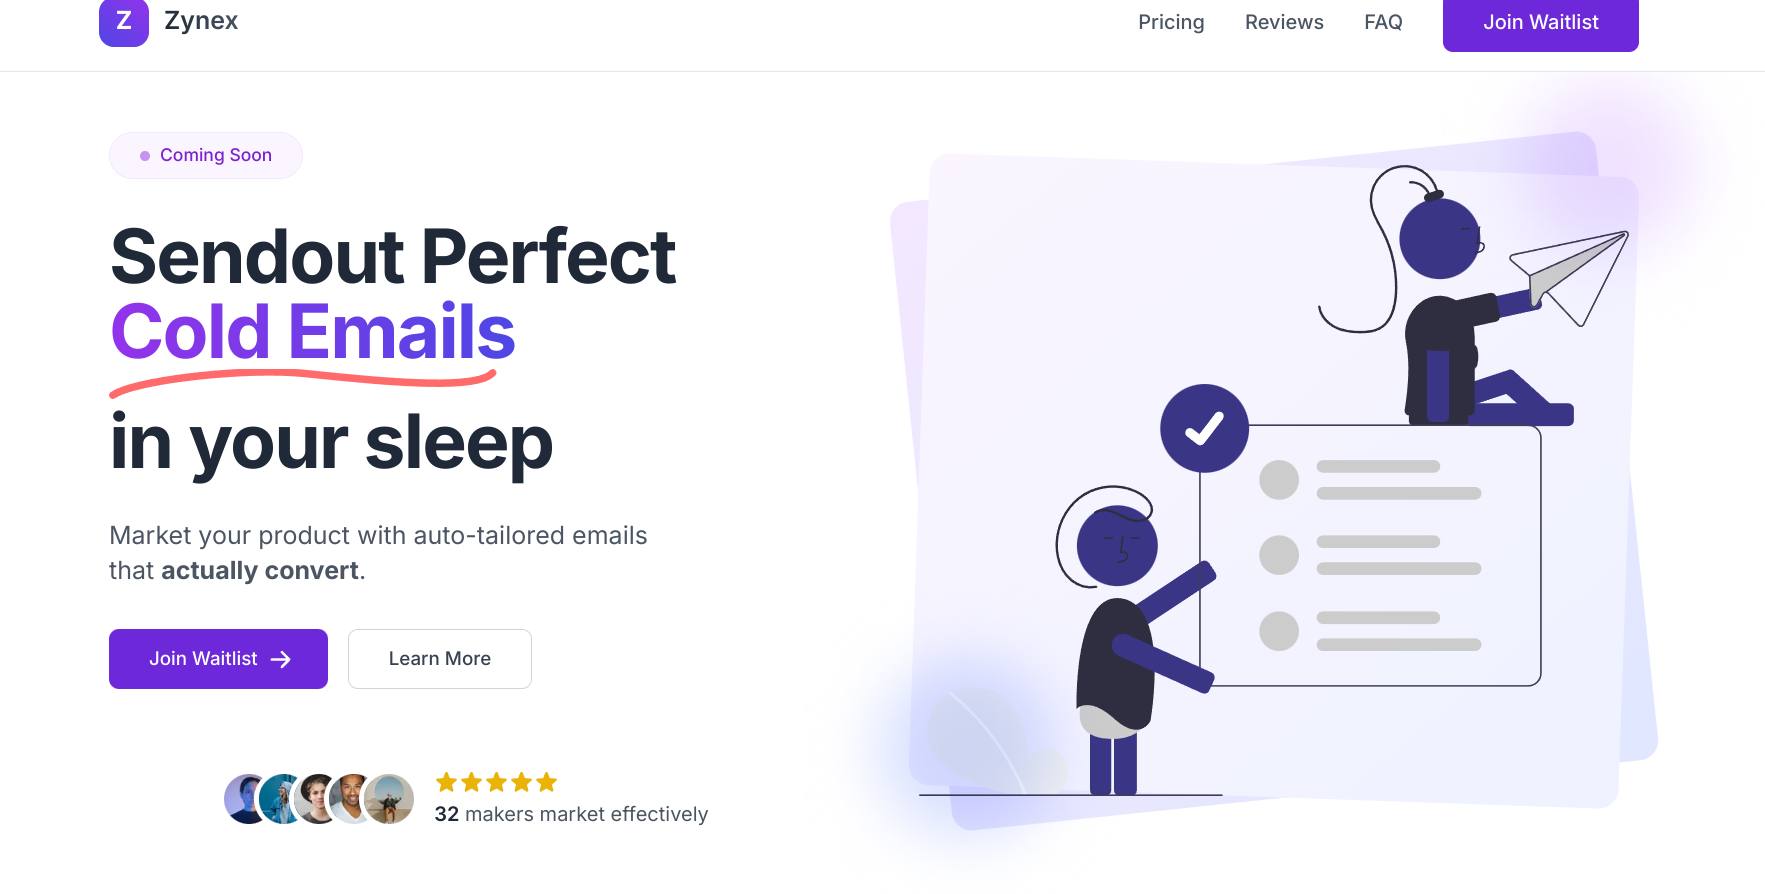 Z Zynex
Pricing Reviews FAQ Join Waitlist
Coming Soon
Sendout Perfect
Cold Emails
in your sleep
Market your product with auto-tailored emails
that actually convert.
Join Waitlist → Learn More
32 makers market effectively